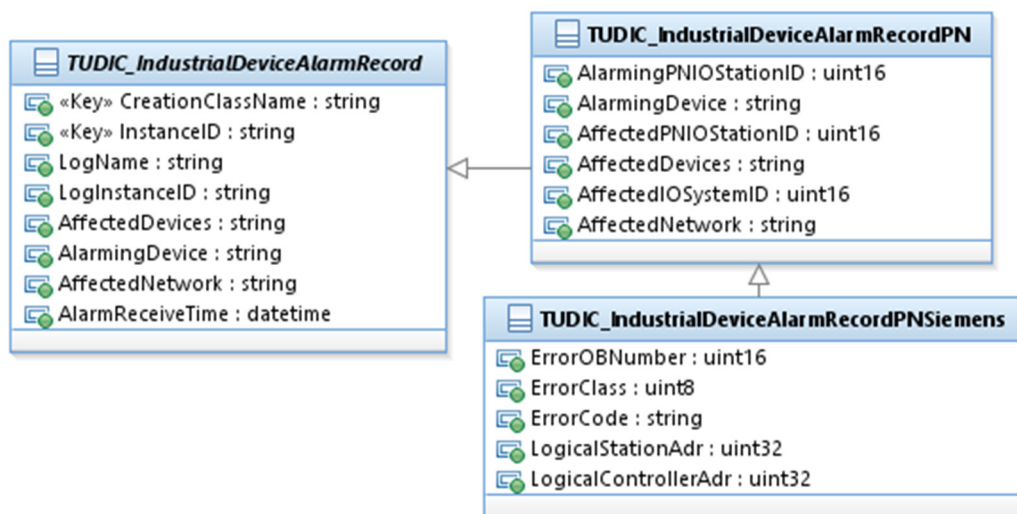 TUDIC_IndustrialDeviceAlarmRecord
«Key» CreationClassName : string
«Key» InstanceID : string
LogName : string
LogInstanceID : string
AffectedDevices : string
AlarmingDevice : string
AffectedNetwork : string
AlarmReceiveTime : datetime
TUDIC_IndustrialDeviceAlarmRecordPN
AlarmingPNIOStationID : uint16
AlarmingDevice : string
AffectedPNIOStationID : uint16
AffectedDevices : string
AffectedIOSystemID : uint16
AffectedNetwork : string
TUDIC_IndustrialDeviceAlarmRecordPNSiemens
ErrorOBNumber : uint16
ErrorClass : uint8
ErrorCode : string
LogicalStationAdr : uint32
LogicalControllerAdr : uint32